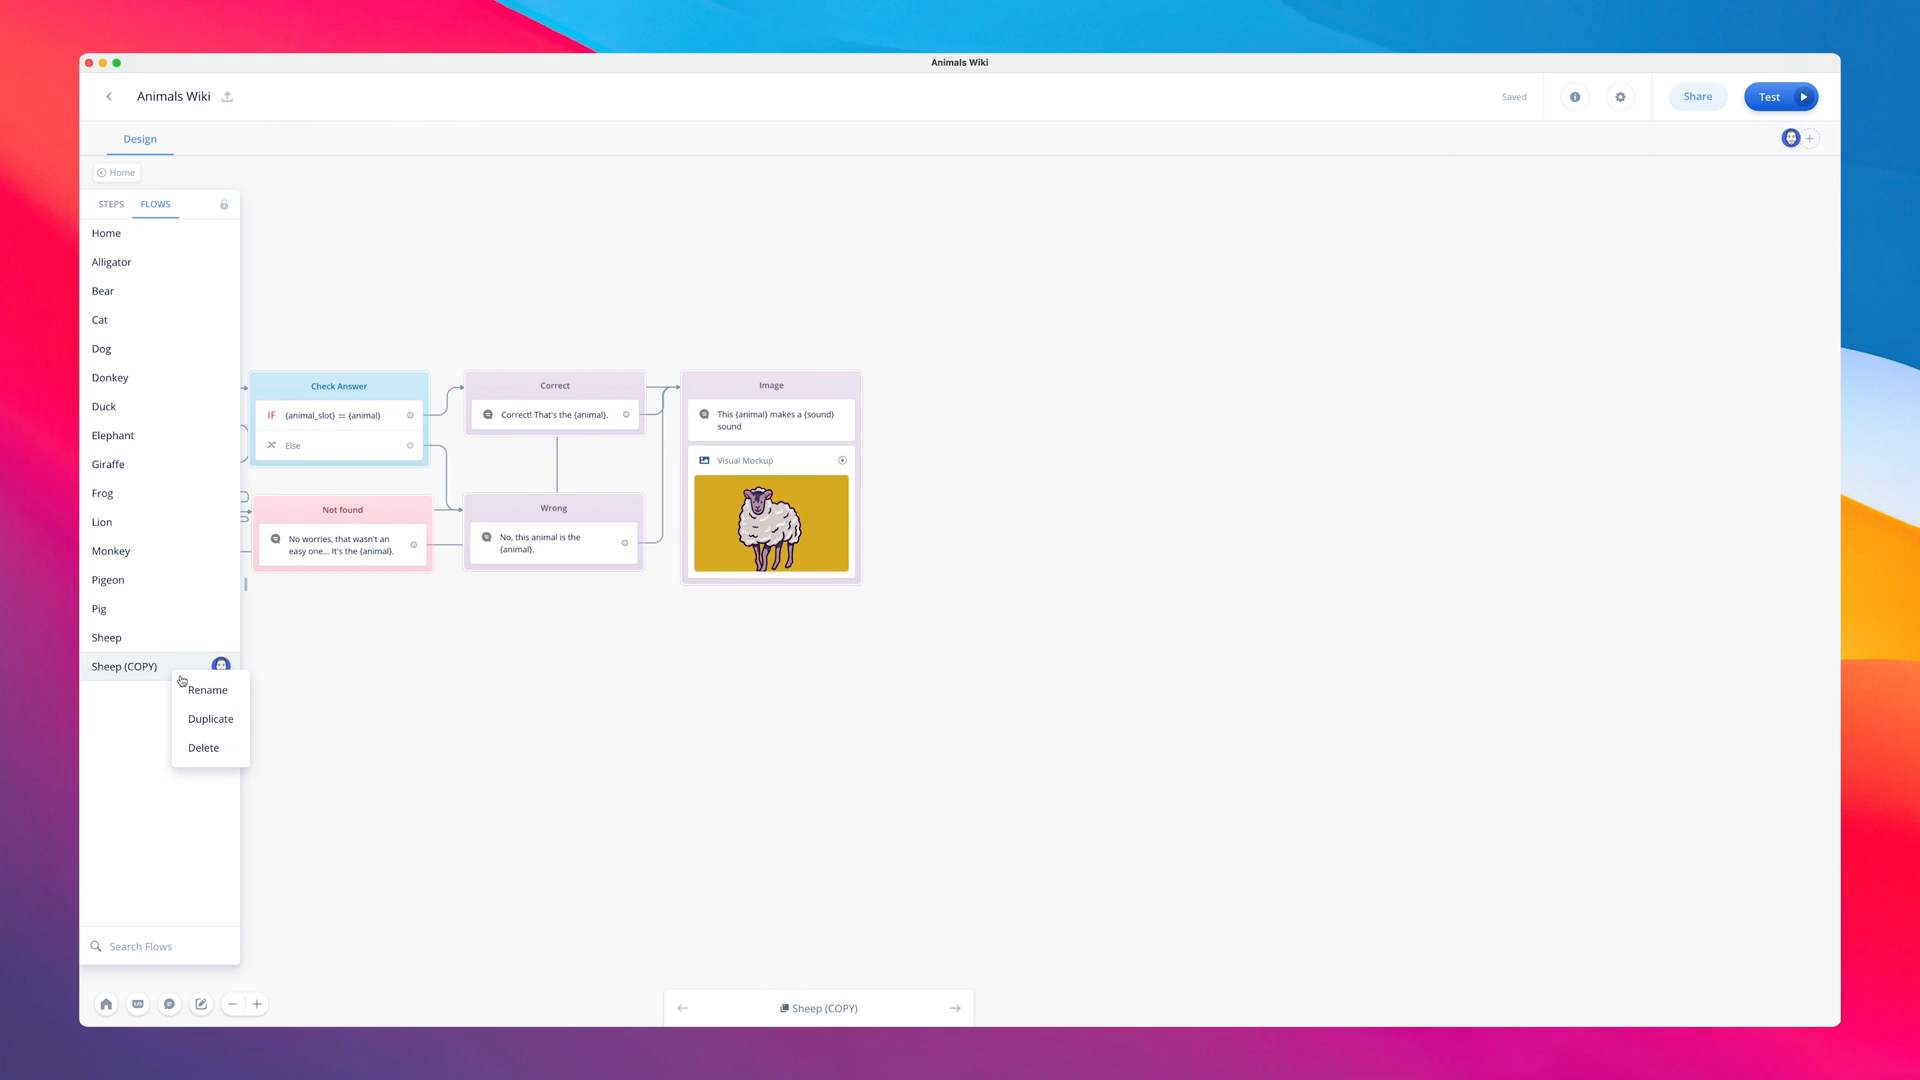 Animals Wiki
Animals Wiki
Saved
Share
Test
Design
Home
STEPS
FLOWS
Home
Alligator
Bear
Cat
Dog
Donkey
Duck
Elephant
Giraffe
Frog
Lion
Monkey
Pigeon
Pig
Sheep
Sheep (COPY)
Rename
Duplicate
Delete
Search Flows
Check Answer
IF {animal_slot} = {animal}
Else
Not found
No worries, that wasn't an
easy one... It's the {animal}.
Correct
Correct! That's the {animal}.
Wrong
No, this animal is the
{animal}.
Image
This {animal} makes a {sound}
sound
Visual Mockup
Sheep (COPY)